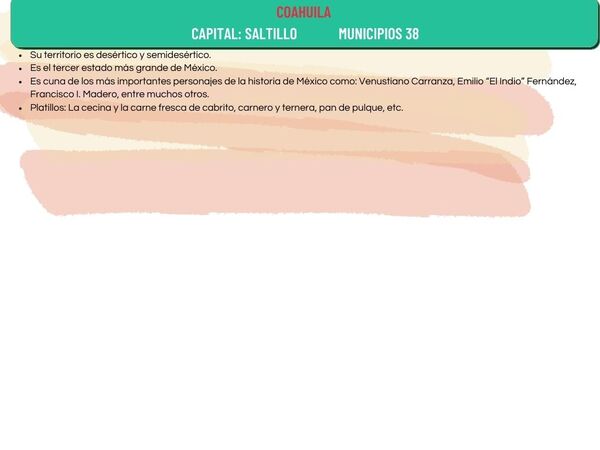 COAHUILA
CAPITAL: SALTILLO MUNICIPIOS 38
• Su territorio es desértico y semidesértico.
• Es el tercer estado más grande de México.
• Es cuna de los más importantes personajes de la historia de México como: Venustiano Carranza, Emilio “El Indio” Fernández,
Francisco I. Madero, entre muchos otros.
• Platillos: La cecina y la carne fresca de cabrito, carnero y ternera, pan de pulque, etc.